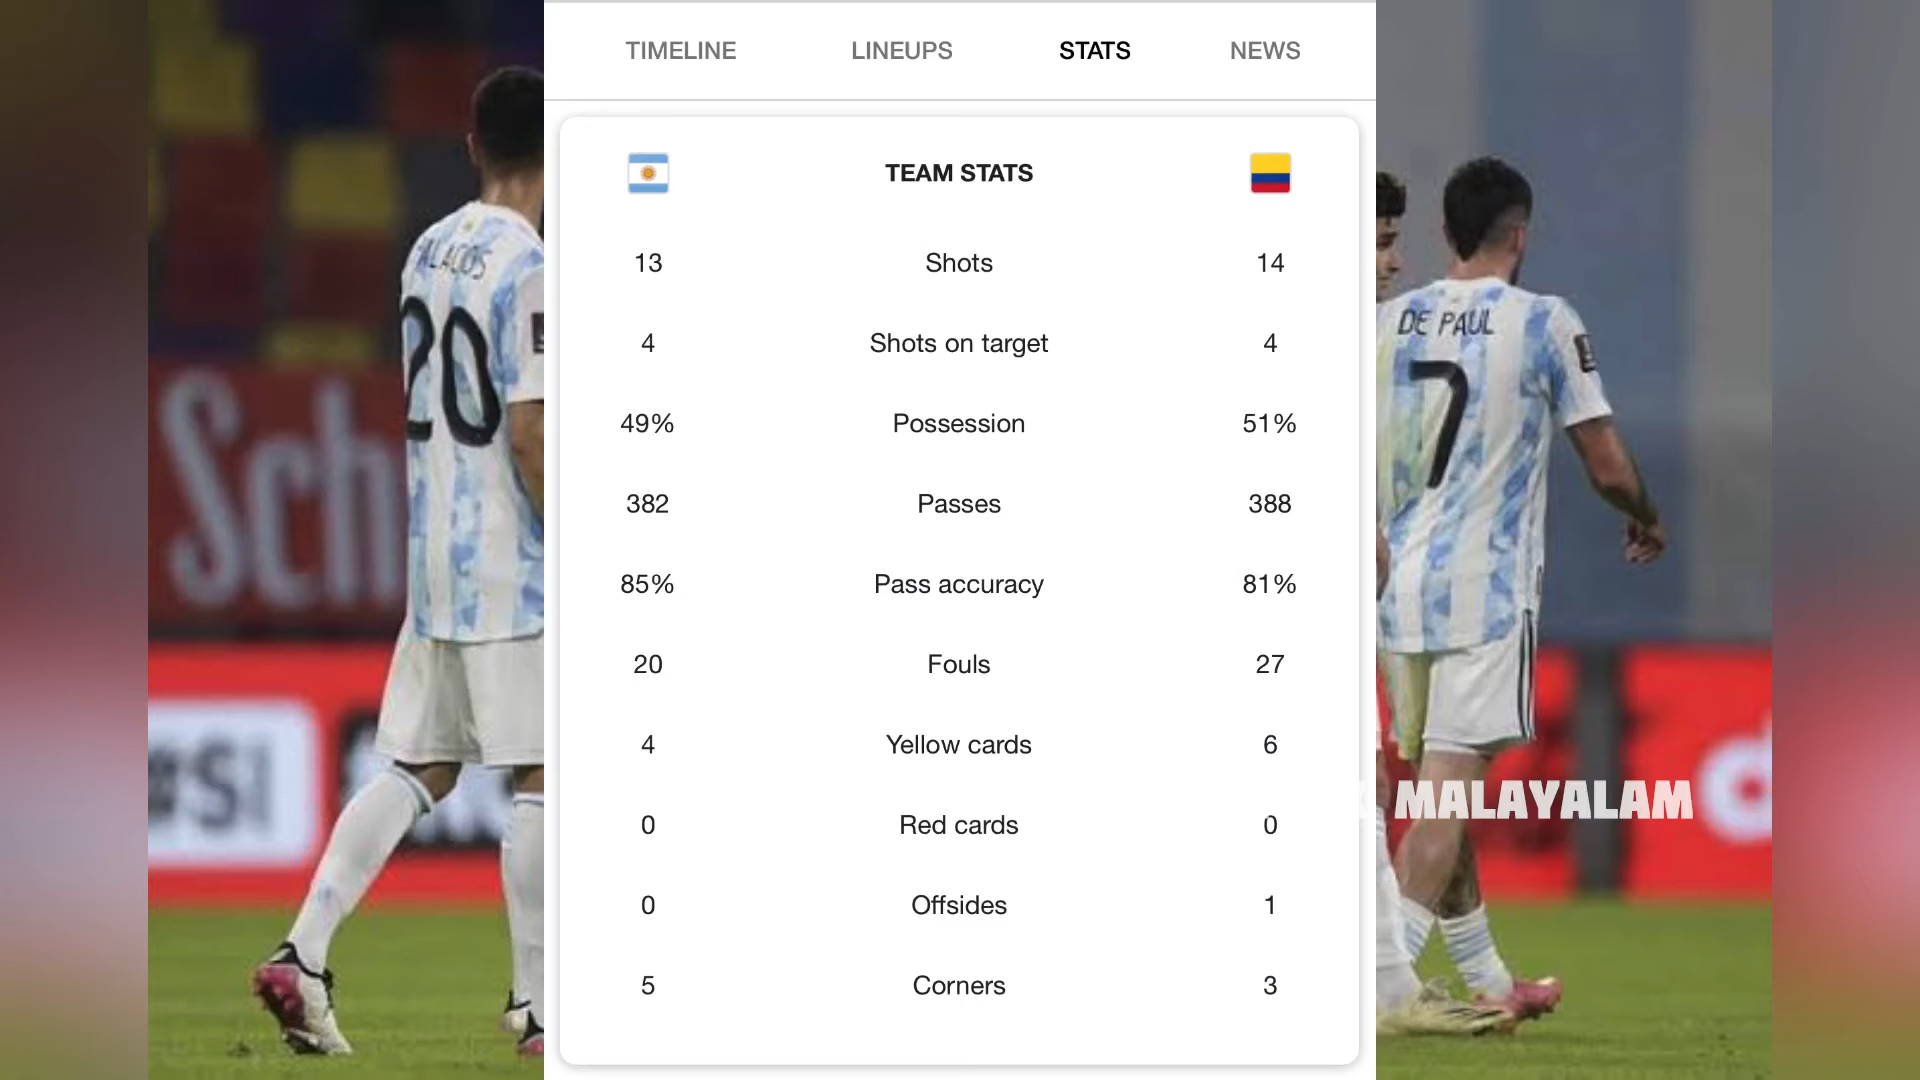 TIMELINE LINEUPS STATS NEWS
TEAM STATS
13 Shots 14
4 Shots on target 4
49% Possession 51%
382 Passes 388
85% Pass accuracy 81%
20 Fouls 27
4 Yellow cards 6
0 Red cards 0
0 Offsides 1
5 Corners 3
20
Sch
#SI
DE PAUL
7
MALAYALAM